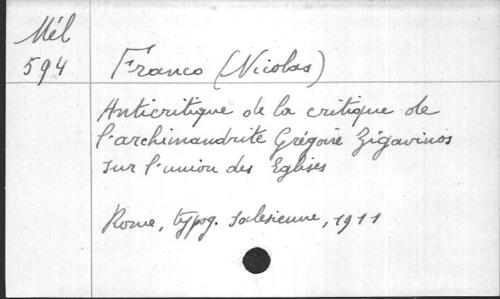 Mél
594
Franco (Nicolas)
Anticritique de la critique de
l'archimandrite Grégoire Zigavinos
sur l'union des Eglises
Rome, typog. salesienne, 1911